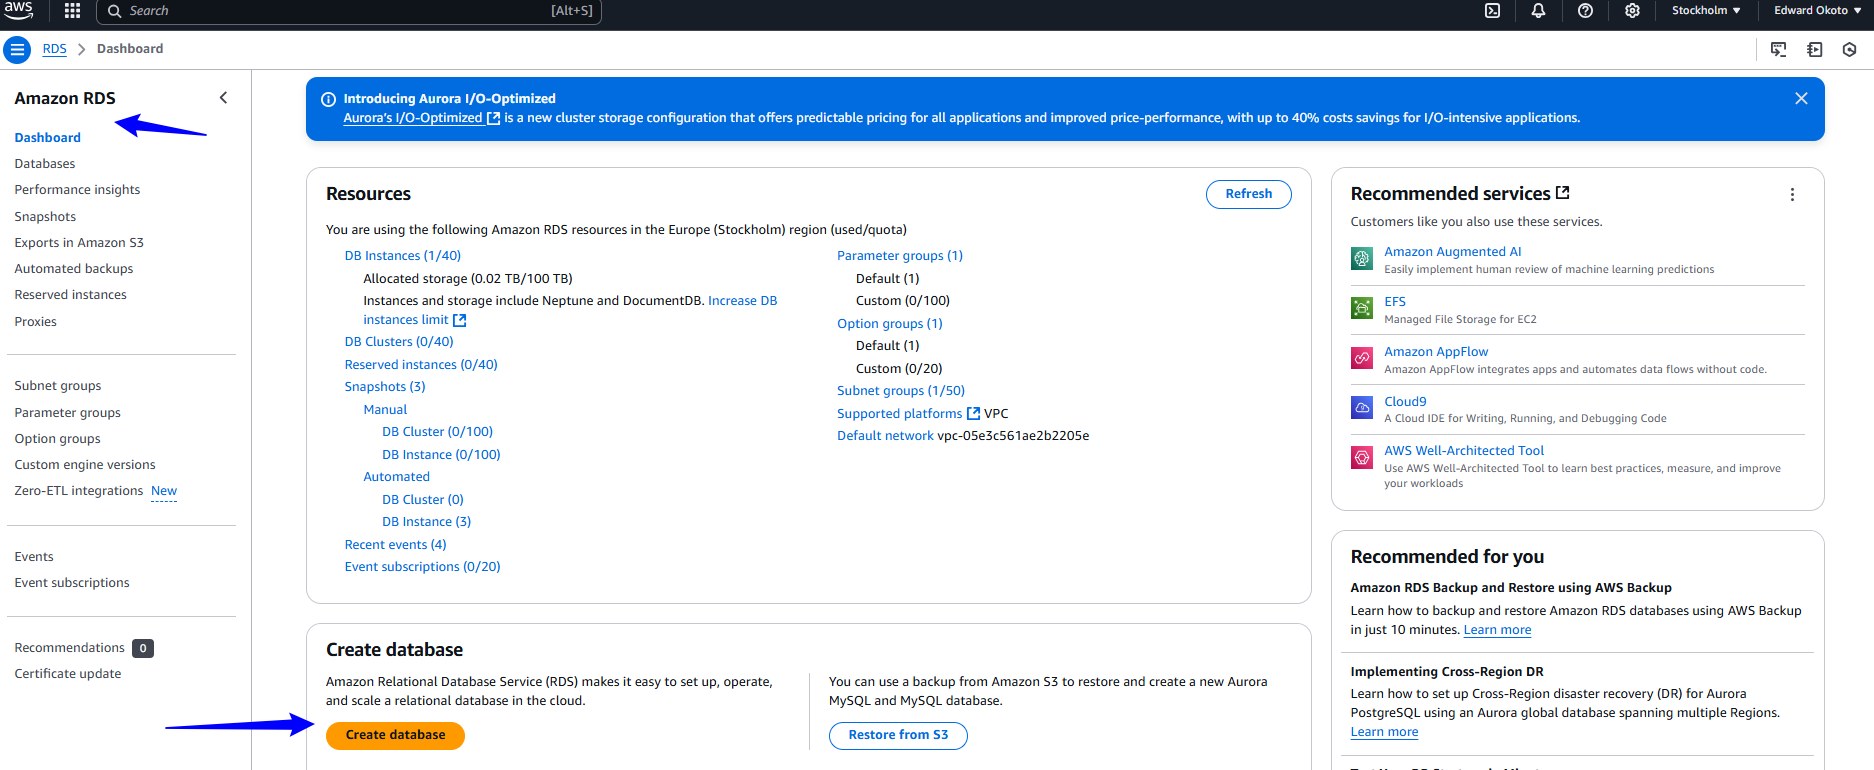 aws
Search
[Alt+S]
Stockholm
Edward Okoto
RDS
Dashboard
Amazon RDS
Dashboard
Databases
Performance insights
Snapshots
Exports in Amazon S3
Automated backups
Reserved instances
Proxies
Subnet groups
Parameter groups
Option groups
Custom engine versions
Zero-ETL integrations New
Events
Event subscriptions
Recommendations 0
Certificate update
Introducing Aurora I/O-Optimized
Aurora's I/O-Optimized is a new cluster storage configuration that offers predictable pricing for all applications and improved price-performance, with up to 40% costs savings for I/O-intensive applications.
Resources
Refresh
You are using the following Amazon RDS resources in the Europe (Stockholm) region (used/quota)
DB Instances (1/40)
Allocated storage (0.02 TB/100 TB)
Instances and storage include Neptune and DocumentDB. Increase DB
instances limit
DB Clusters (0/40)
Reserved instances (0/40)
Snapshots (3)
Manual
DB Cluster (0/100)
DB Instance (0/100)
Automated
DB Cluster (0)
DB Instance (3)
Recent events (4)
Event subscriptions (0/20)
Parameter groups (1)
Default (1)
Custom (0/100)
Option groups (1)
Default (1)
Custom (0/20)
Subnet groups (1/50)
Supported platforms VPC
Default network vpc-05e3c561ae2b2205e
Create database
Amazon Relational Database Service (RDS) makes it easy to set up, operate,
and scale a relational database in the cloud.
Create database
You can use a backup from Amazon S3 to restore and create a new Aurora
MySQL and MySQL database.
Restore from S3
Recommended services
Customers like you also use these services.
Amazon Augmented AI
Easily implement human review of machine learning predictions
EFS
Managed File Storage for EC2
Amazon AppFlow
Amazon AppFlow integrates apps and automates data flows without code.
Cloud9
A Cloud IDE for Writing, Running, and Debugging Code
AWS Well-Architected Tool
Use AWS Well-Architected Tool to learn best practices, measure, and improve
your workloads
Recommended for you
Amazon RDS Backup and Restore using AWS Backup
Learn how to backup and restore Amazon RDS databases using AWS Backup
in just 10 minutes. Learn more
Implementing Cross-Region DR
Learn how to set up Cross-Region disaster recovery (DR) for Aurora
PostgreSQL using an Aurora global database spanning multiple Regions.
Learn more